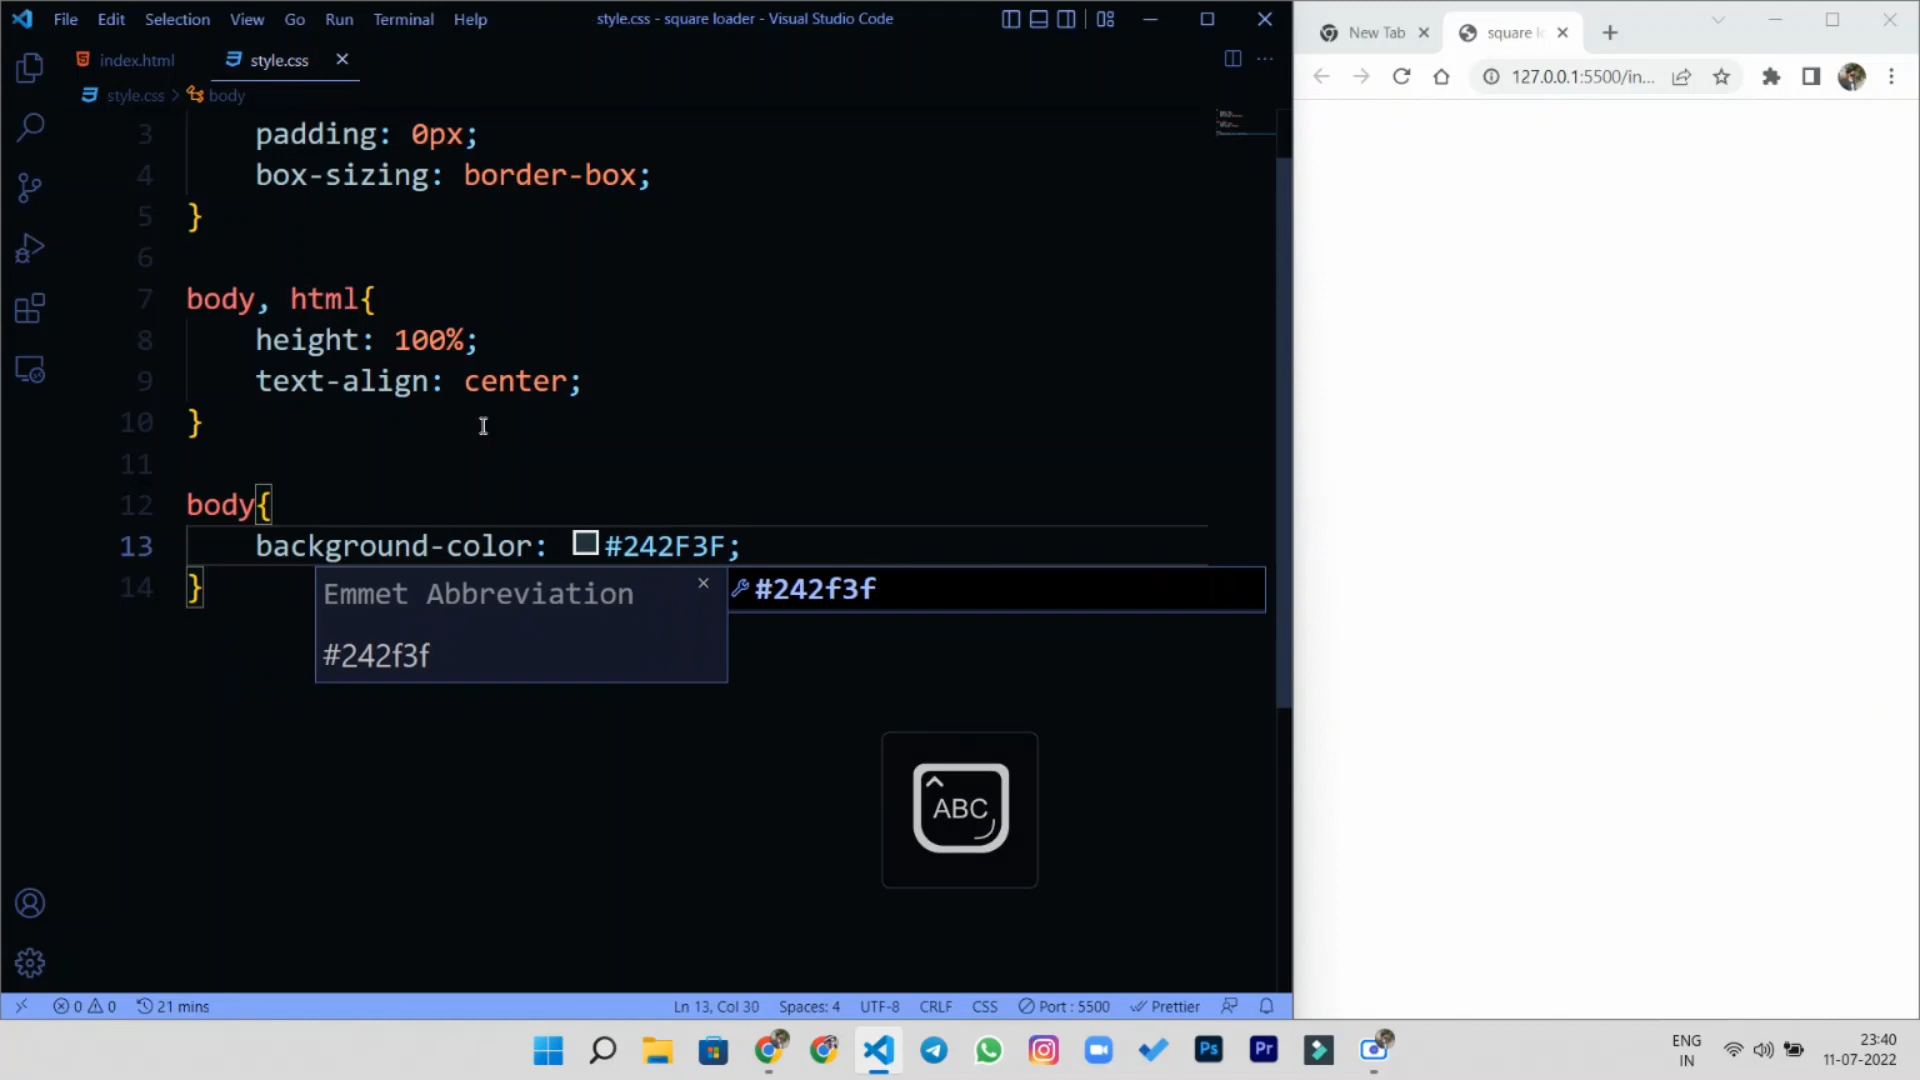 File Edit Selection View Go Run Terminal Help
style.css - square loader - Visual Studio Code
index.html
style.css
style.css > body
3 padding: 0px;
4 box-sizing: border-box;
5 }
6
7 body, html{
8 height: 100%;
9 text-align: center;
10 }
11
12 body{
13 background-color: #242F3F;
14 }
Emmet Abbreviation
#242f3f
#242f3f
ABC
0 0 21 mins
Ln 13, Col 30 Spaces: 4 UTF-8 CRLF CSS Port : 5500 Prettier
New Tab
square l
127.0.0.1:5500/in...
Ps
Pr
ENG
IN
23:40
11-07-2022